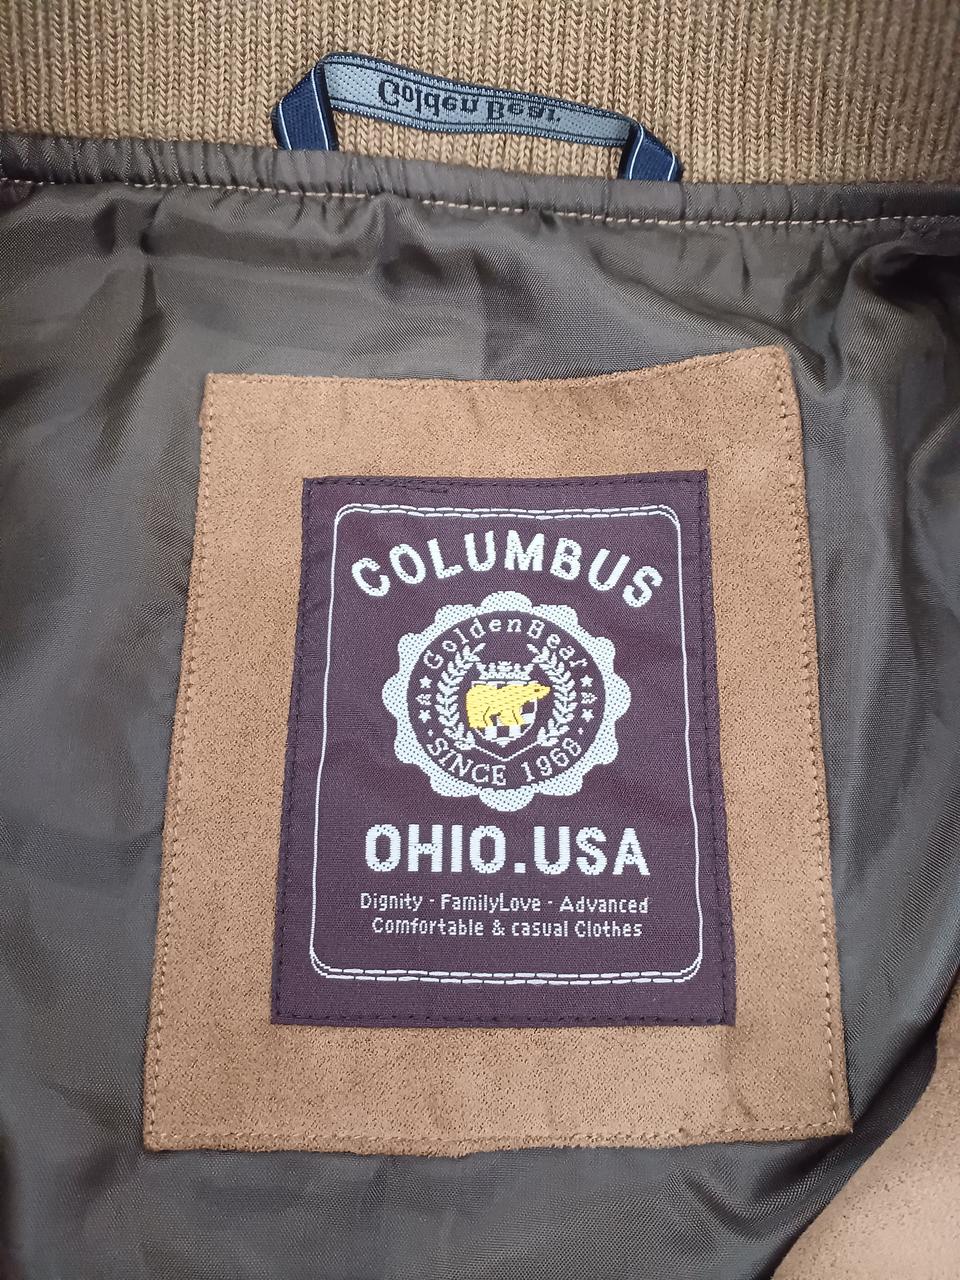 Golden Bear
COLUMBUS
GoldenBear
SINCE 1968
OHIO.USA
Dignity - FamilyLove - Advanced
Comfortable & casual Clothes